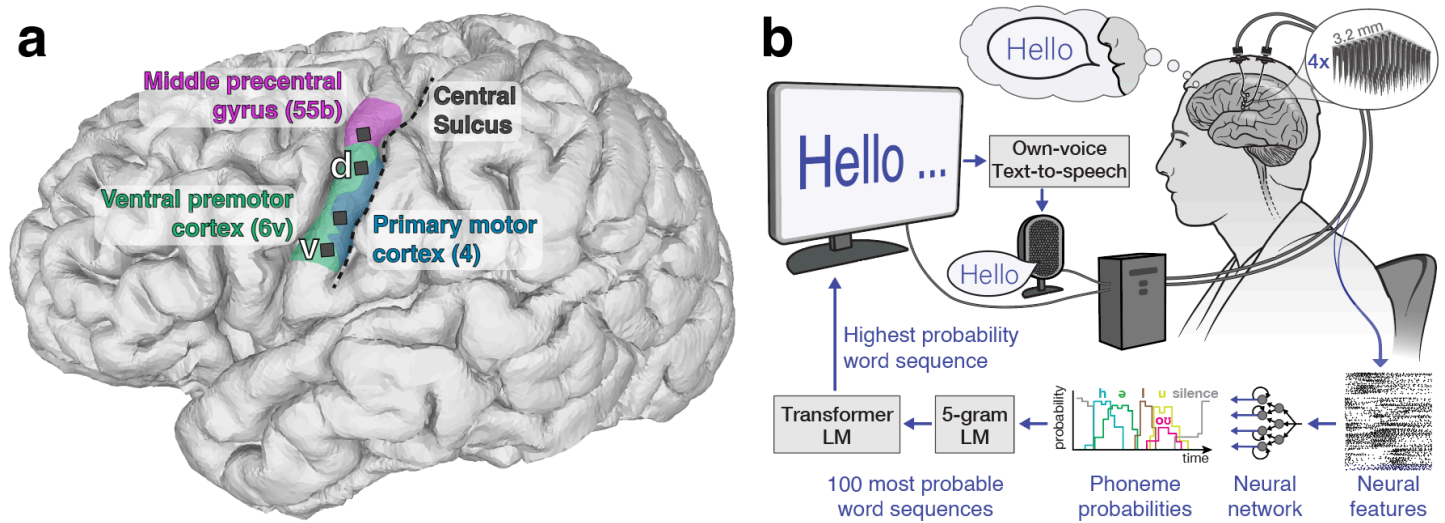 a
Middle precentral
gyrus (55b)
Central
Sulcus
d
Ventral premotor
cortex (6v)
v
Primary motor
cortex (4)
b
Hello
4x
3.2 mm
Hello ...
Own-voice
Text-to-speech
Hello
Highest probability
word sequence
Transformer
LM
5-gram
LM
probability
h
ə
l
u
silence
oʊ
time
100 most probable
word sequences
Phoneme
probabilities
Neural
network
Neural
features